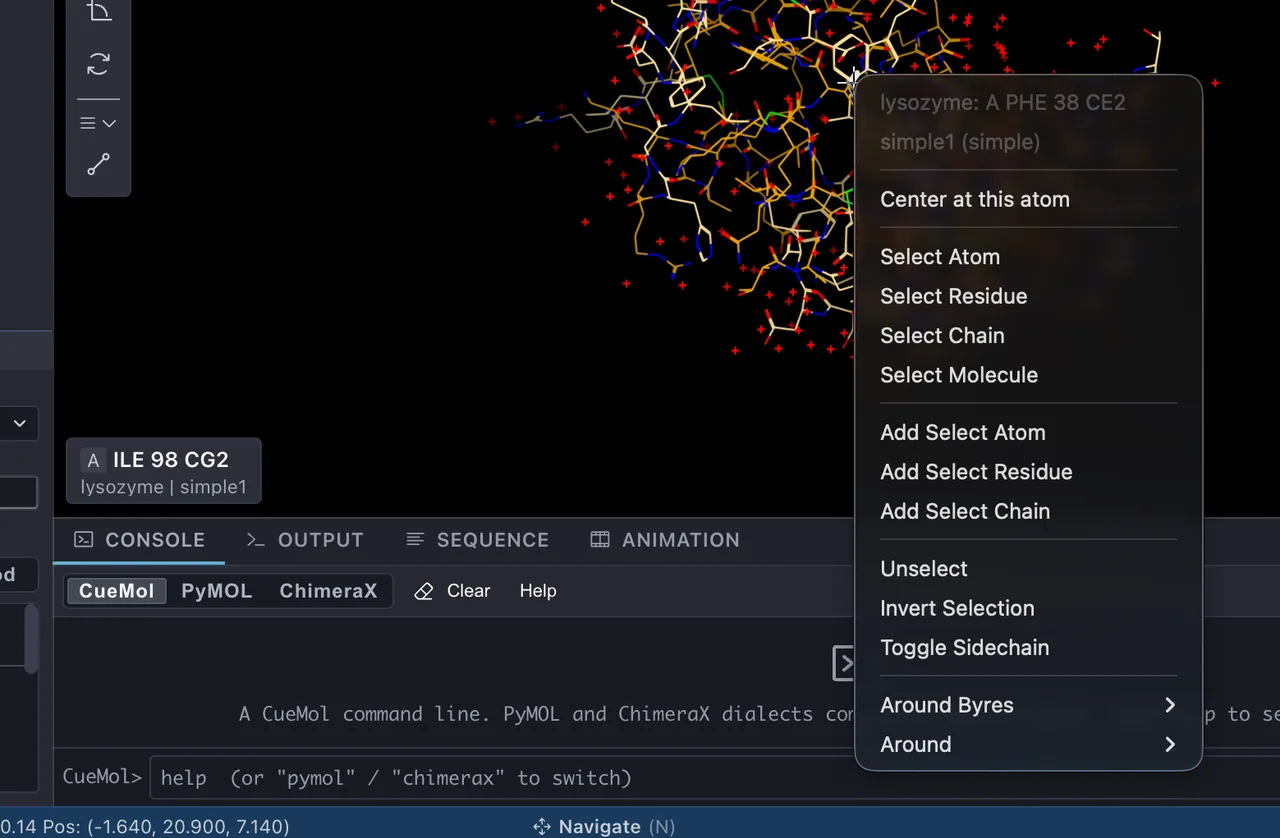 lysozyme: A PHE 38 CE2
simple1 (simple)
Center at this atom
Select Atom
Select Residue
Select Chain
Select Molecule
Add Select Atom
Add Select Residue
Add Select Chain
Unselect
Invert Selection
Toggle Sidechain
Around Byres
Around
A ILE 98 CG2
lysozyme | simple1
CONSOLE OUTPUT SEQUENCE ANIMATION
CueMol PyMOL ChimeraX Clear Help
A CueMol command line. PyMOL and ChimeraX dialects
to
CueMol> help (or "pymol" / "chimerax" to switch)
0.14 Pos: (-1.640, 20.900, 7.140) Navigate (N)